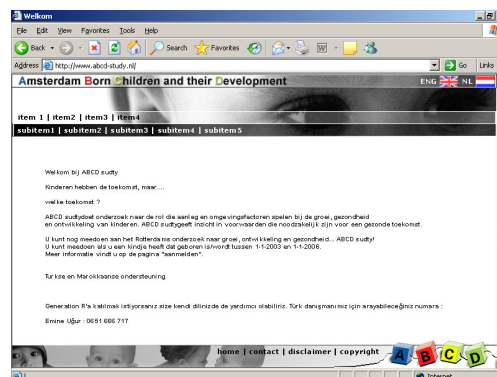 Welkom
File Edit View Favorites Tools Help
Back Search Favorites
Address http://www.abcd-study.nl/ Go Links
Amsterdam Born Children and their Development ENG NL
item 1 | item2 | item3 | item4
subitem1 | subitem2 | subitem3 | subitem4 | subitem5
Welkom bij ABCD sudty
Kinderen hebben de toekomst, maar....
welke toekomst ?
ABCD sudtydoet onderzoek naar de rol die aanleg en omgevingsfactoren spelen bij de groei, gezondheid
en ontwikkeling van kinderen. ABCD sudtygeeft inzicht in voorwaarden die noodzakelijk zijn voor een gezonde toekomst.
U kunt nog meedoen aan het Rotterdams onderzoek naar groei, ontwikkeling en gezondheid... ABCD sudty!
U kunt meedoen als u een kindje heeft dat geboren is/wordt tussen 1-1-2003 en 1-1-2006.
Meer informatie vindt u op de pagina "aanmelden".
Turkse en Marokkaanse ondersteuning
Generation R'a katılmak istiyorsanız size kendi dilinizde de yardımcı olabiliriz. Türk danışmanımız için arayabileceğiniz numara :
Emine Uğur : 0651 666 717
home | contact | disclaimer | copyright
A B C D
Internet